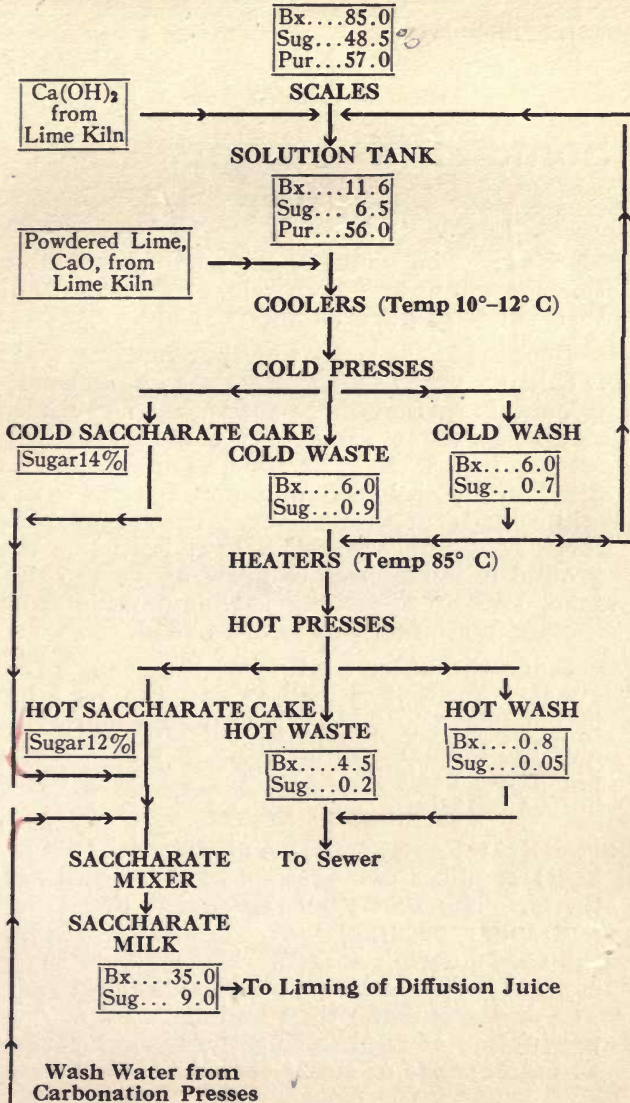 Bx....85.0
Sug...48.5%
Pur...57.0
SCALES
Ca(OH)₂
from
Lime Kiln
SOLUTION TANK
Bx....11.6
Sug... 6.5
Pur...56.0
Powdered Lime,
CaO, from
Lime Kiln
COOLERS (Temp 10°–12° C)
COLD PRESSES
COLD SACCHARATE CAKE
Sugar14%
COLD WASTE
Bx....6.0
Sug...0.9
COLD WASH
Bx....6.0
Sug.. 0.7
HEATERS (Temp 85° C)
HOT PRESSES
HOT SACCHARATE CAKE
Sugar12%
HOT WASTE
Bx....4.5
Sug...0.2
HOT WASH
Bx....0.8
Sug...0.05
SACCHARATE
MIXER
To Sewer
SACCHARATE
MILK
Bx....35.0
Sug... 9.0
To Liming of Diffusion Juice
Wash Water from
Carbonation Presses